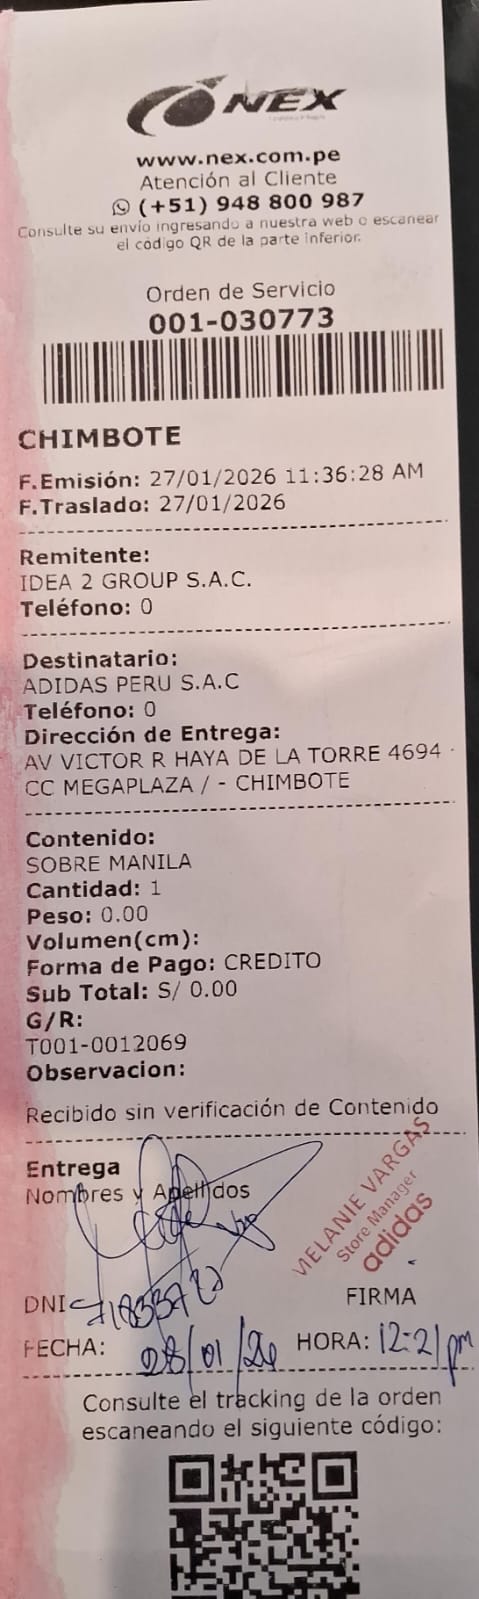 NEX
www.nex.com.pe
Atención al Cliente
(+51) 948 800 987
Consulte su envío ingresando a nuestra web o escanear
el código QR de la parte inferior.
Orden de Servicio
001-030773
CHIMBOTE
F.Emisión: 27/01/2026 11:36:28 AM
F.Traslado: 27/01/2026
Remitente:
IDEA 2 GROUP S.A.C.
Teléfono: 0
Destinatario:
ADIDAS PERU S.A.C
Teléfono: 0
Dirección de Entrega:
AV VICTOR R HAYA DE LA TORRE 4694 -
CC MEGAPLAZA / - CHIMBOTE
Contenido:
SOBRE MANILA
Cantidad: 1
Peso: 0.00
Volumen(cm):
Forma de Pago: CREDITO
Sub Total: S/ 0.00
G/R:
T001-0012069
Observacion:
Recibido sin verificación de Contenido
Entrega
Nombres y Apellidos
MELANIE VARGAS
Store Manager
adidas
DNI
FIRMA
FECHA: 28/01/26 HORA: 12:21 pm
Consulte el tracking de la orden
escaneando el siguiente código: